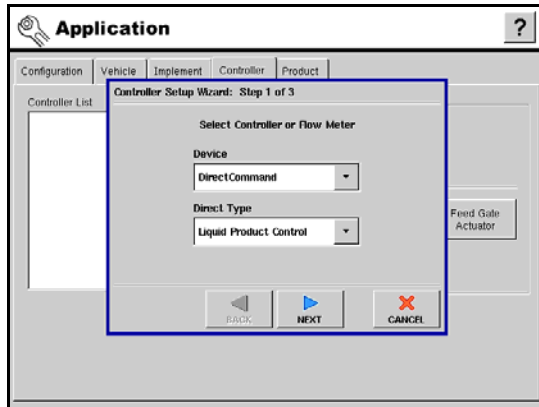 Application
?
Configuration Vehicle Implement Controller Product
Controller List
Controller Setup Wizard: Step 1 of 3
Select Controller or Flow Meter
Device
DirectCommand
Direct Type
Liquid Product Control
Feed Gate
Actuator
BACK NEXT CANCEL